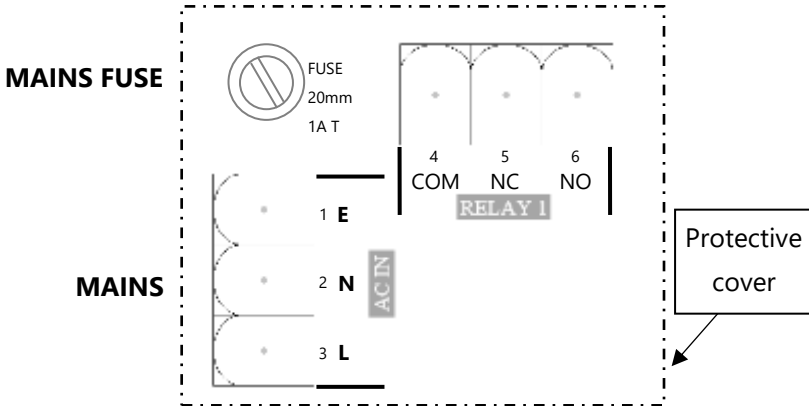 MAINS FUSE
FUSE
20mm
1A T
4 5 6
COM NC NO
RELAY 1
1 E
2 N
3 L
AC IN
MAINS
Protective
cover